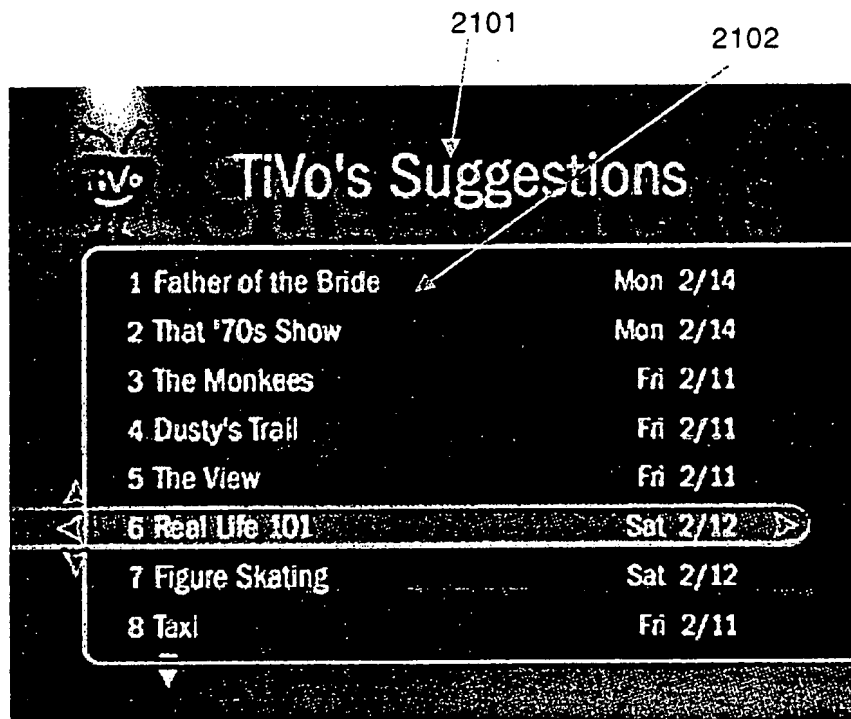 2101
2102
TiVo
TiVo's Suggestions
1 Father of the Bride Mon 2/14
2 That '70s Show Mon 2/14
3 The Monkees Fri 2/11
4 Dusty's Trail Fri 2/11
5 The View Fri 2/11
6 Real Life 101 Sat 2/12
7 Figure Skating Sat 2/12
8 Taxi Fri 2/11